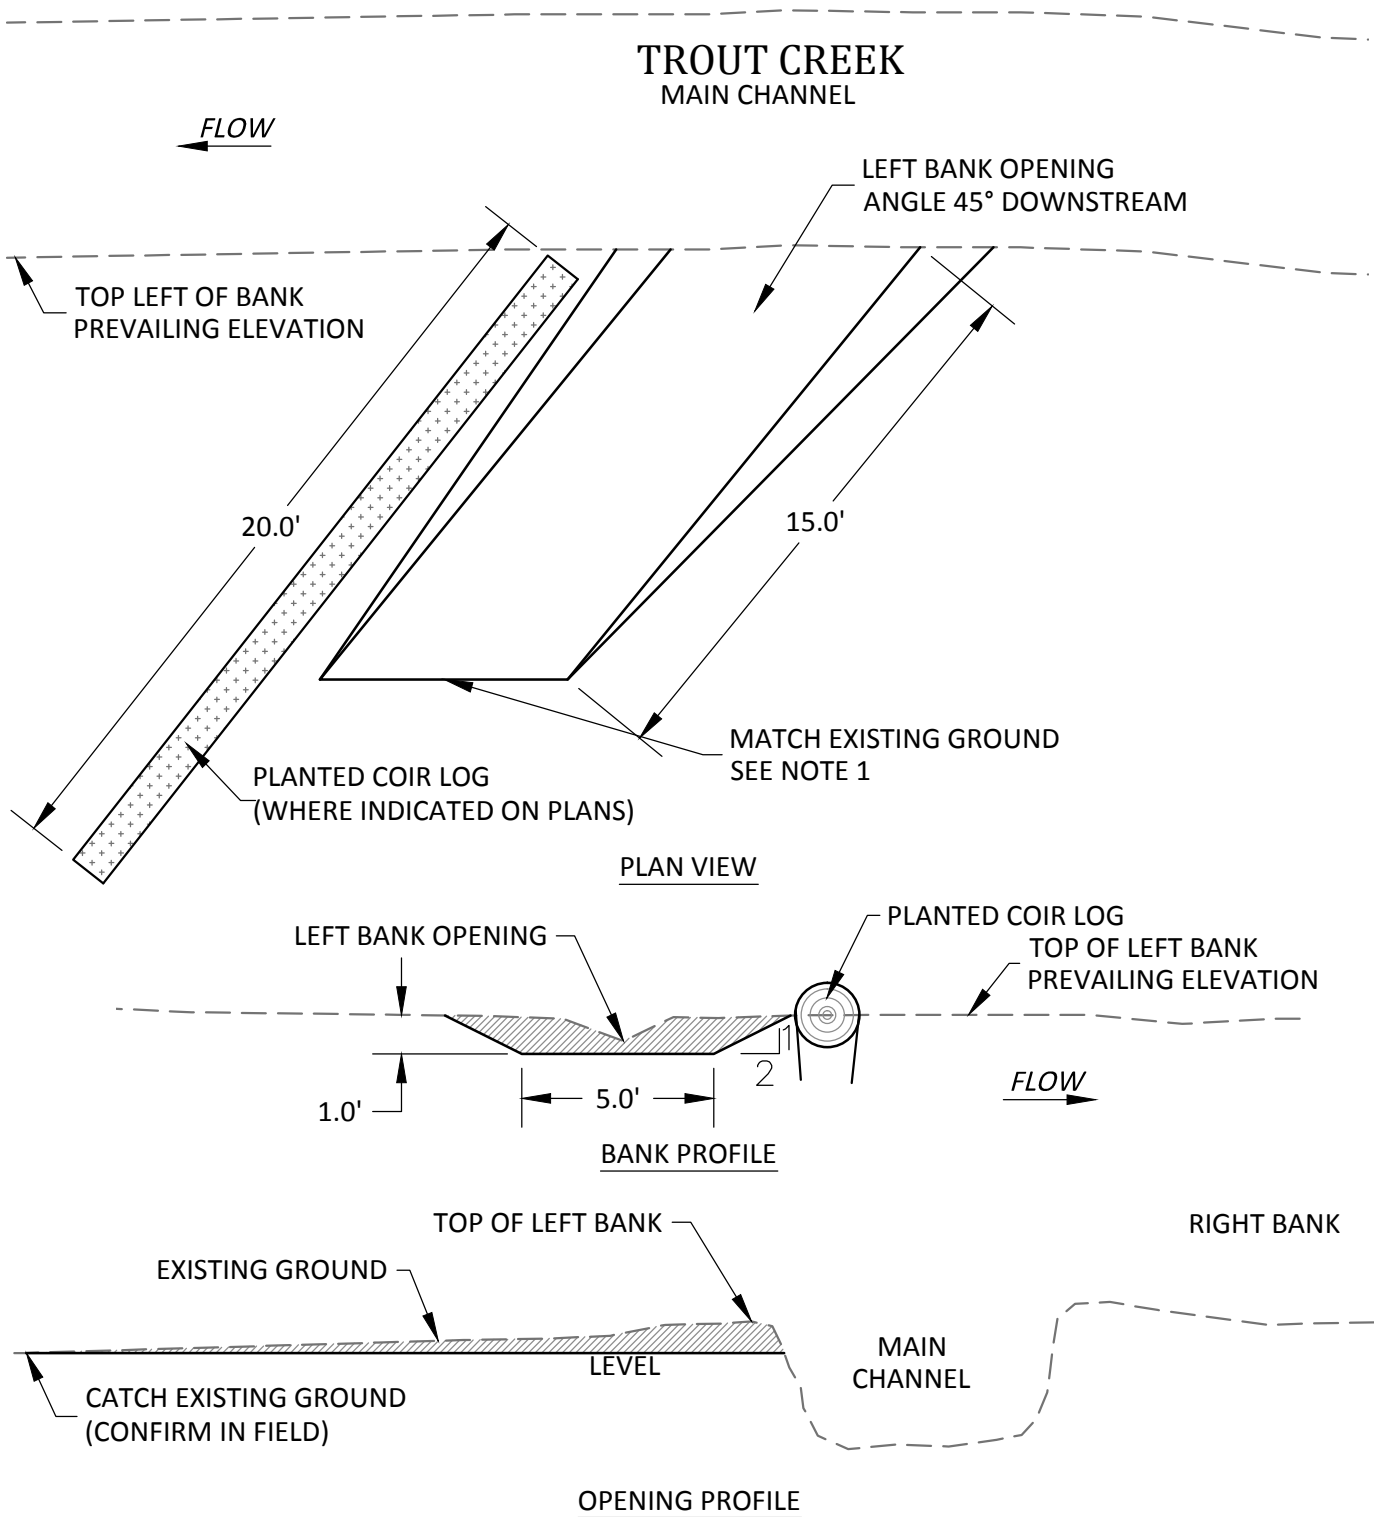 TROUT CREEK
MAIN CHANNEL
FLOW
LEFT BANK OPENING
ANGLE 45° DOWNSTREAM
TOP LEFT OF BANK
PREVAILING ELEVATION
20.0'
15.0'
MATCH EXISTING GROUND
SEE NOTE 1
PLANTED COIR LOG
(WHERE INDICATED ON PLANS)
PLAN VIEW
PLANTED COIR LOG
LEFT BANK OPENING
TOP OF LEFT BANK
PREVAILING ELEVATION
1
2
FLOW
1.0'
5.0'
BANK PROFILE
TOP OF LEFT BANK
RIGHT BANK
EXISTING GROUND
MAIN
CHANNEL
LEVEL
CATCH EXISTING GROUND
(CONFIRM IN FIELD)
OPENING PROFILE